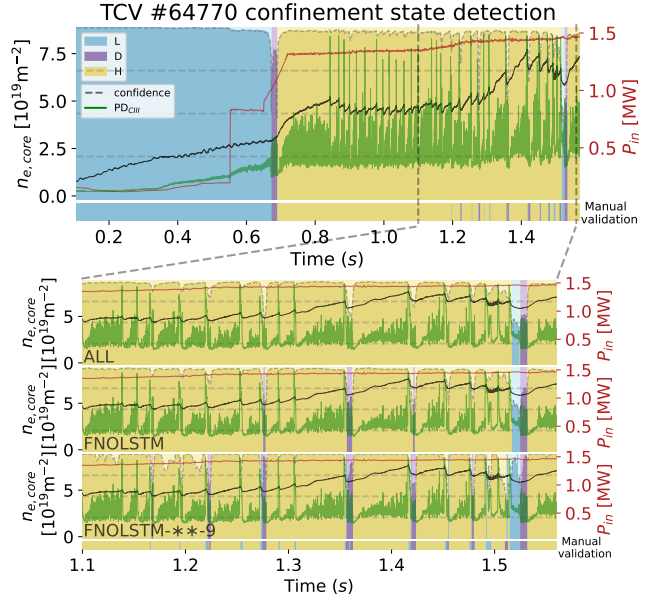 TCV #64770 confinement state detection
n_e,core [10^19 m^-2]
7.5
5.0
2.5
0.0
L
D
H
confidence
PD_CIII
1.5
1.0
0.5
P_in [MW]
Manual
validation
0.2
0.4
0.6
0.8
1.0
1.2
1.4
Time (s)
n_e,core
[10^19 m^-2]
5
0
ALL
1.5
1.0
0.5
P_in [MW]
n_e,core
[10^19 m^-2]
5
0
FNOLSTM
1.5
1.0
0.5
P_in [MW]
n_e,core
[10^19 m^-2]
5
0
FNOLSTM-∗∗-9
1.5
1.0
0.5
P_in [MW]
Manual
validation
1.1
1.2
1.3
1.4
1.5
Time (s)